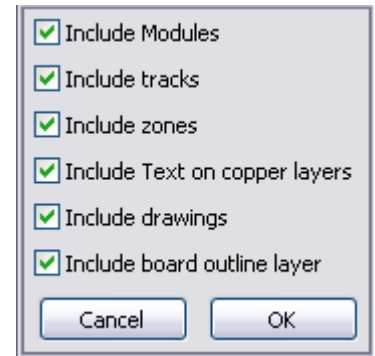 Include Modules
Include tracks
Include zones
Include Text on copper layers
Include drawings
Include board outline layer
Cancel OK